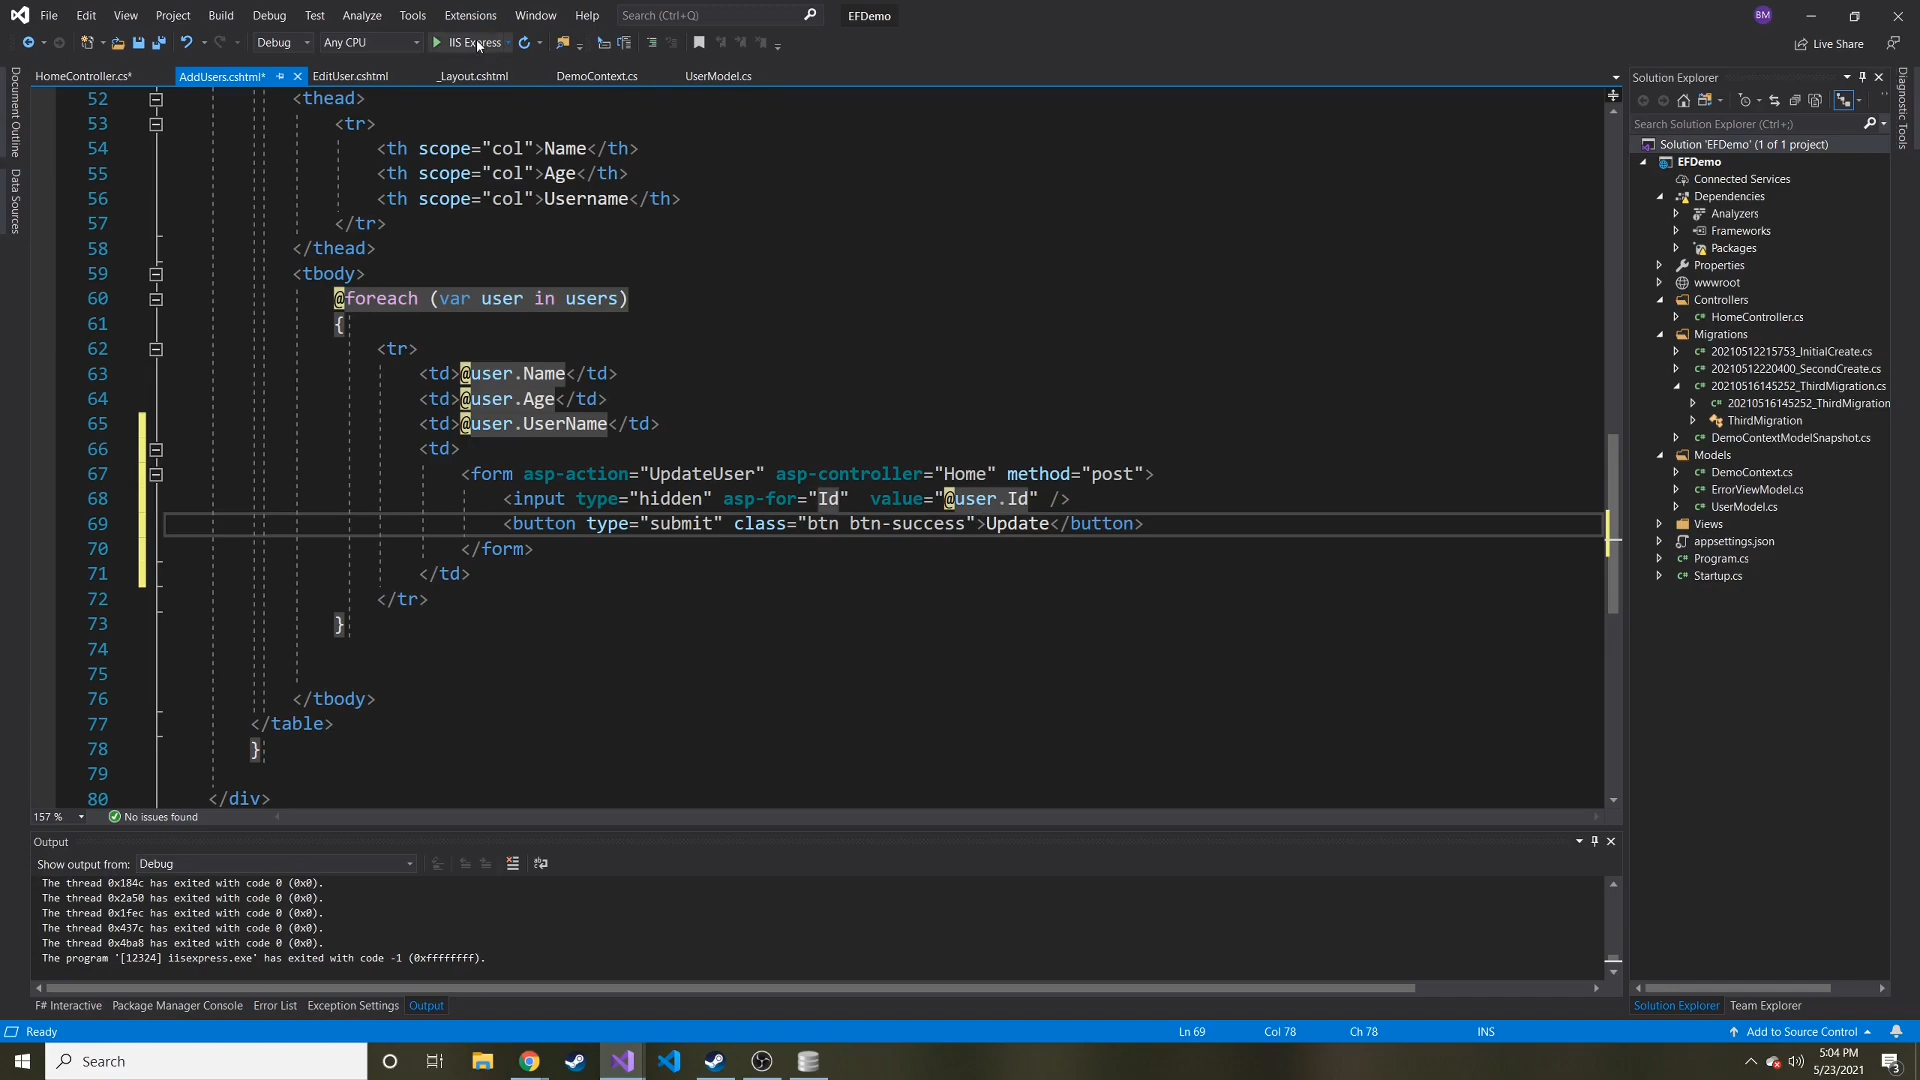 File Edit View Project Build Debug Test Analyze Tools Extensions Window Help Search (Ctrl+Q) EFDemo BM
Debug Any CPU IIS Express Live Share
HomeController.cs* AddUsers.cshtml* EditUser.cshtml _Layout.cshtml DemoContext.cs UserModel.cs
Document Outline
Data Sources
52 <thead>
53 <tr>
54 <th scope="col">Name</th>
55 <th scope="col">Age</th>
56 <th scope="col">Username</th>
57 </tr>
58 </thead>
59 <tbody>
60 @foreach (var user in users)
61 {
62 <tr>
63 <td>@user.Name</td>
64 <td>@user.Age</td>
65 <td>@user.UserName</td>
66 <td>
67 <form asp-action="UpdateUser" asp-controller="Home" method="post">
68 <input type="hidden" asp-for="Id"  value="@user.Id" />
69 <button type="submit" class="btn btn-success">Update</button>
70 </form>
71 </td>
72 </tr>
73 }
74
75
76 </tbody>
77 </table>
78 }
79
80 </div>
157 % No issues found
Output
Show output from: Debug
The thread 0x184c has exited with code 0 (0x0).
The thread 0x2a50 has exited with code 0 (0x0).
The thread 0x1fec has exited with code 0 (0x0).
The thread 0x437c has exited with code 0 (0x0).
The thread 0x4ba8 has exited with code 0 (0x0).
The program '[12324] iisexpress.exe' has exited with code -1 (0xffffffff).
F# Interactive Package Manager Console Error List Exception Settings Output
Solution Explorer
Search Solution Explorer (Ctrl+;)
Solution 'EFDemo' (1 of 1 project)
EFDemo
Connected Services
Dependencies
Analyzers
Frameworks
Packages
Properties
wwwroot
Controllers
C# HomeController.cs
Migrations
C# 20210512215753_InitialCreate.cs
C# 20210512220400_SecondCreate.cs
C# 20210516145252_ThirdMigration.cs
C# 20210516145252_ThirdMigration
ThirdMigration
C# DemoContextModelSnapshot.cs
Models
C# DemoContext.cs
C# ErrorViewModel.cs
C# UserModel.cs
Views
appsettings.json
C# Program.cs
C# Startup.cs
Solution Explorer Team Explorer
Diagnostic Tools
Ready Ln 69 Col 78 Ch 78 INS Add to Source Control
Search 5:04 PM
5/23/2021
3